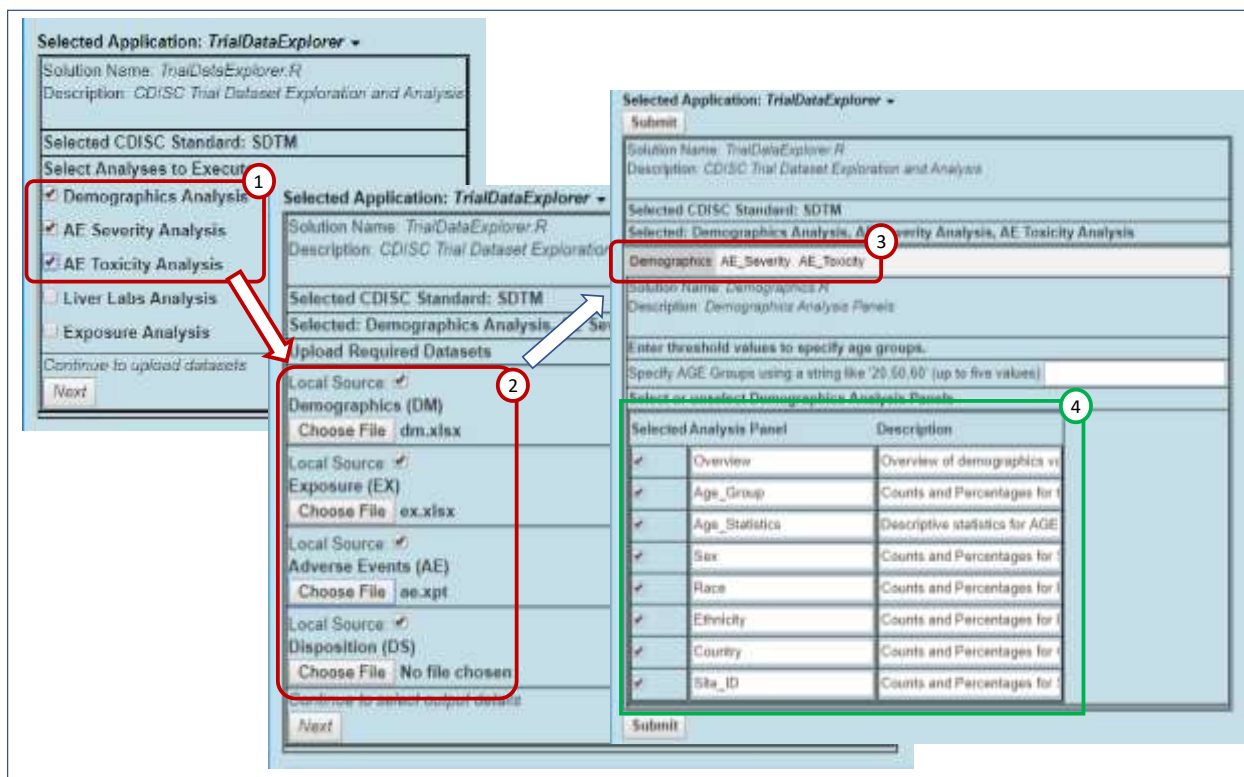 Selected Application: TrialDataExplorer
Solution Name: TrialDataExplorer.R
Description: CDISC Trial Dataset Exploration and Analysis
Selected CDISC Standard: SDTM
Select Analyses to Execute
1
Demographics Analysis
AE Severity Analysis
AE Toxicity Analysis
Liver Labs Analysis
Exposure Analysis
Continue to upload datasets
Next
Selected Application: TrialDataExplorer
Solution Name: TrialDataExplorer.R
Description: CDISC Trial Dataset Exploration
Selected CDISC Standard: SDTM
Selected: Demographics Analysis,
Upload Required Datasets
2
Local Source:
Demographics (DM)
Choose File dm.xlsx
Local Source:
Exposure (EX)
Choose File ex.xlsx
Local Source:
Adverse Events (AE)
Choose File ae.xpt
Local Source:
Disposition (DS)
Choose File No file chosen
Continue to select output details
Next
Selected Application: TrialDataExplorer
Submit
Solution Name: TrialDataExplorer.R
Description: CDISC Trial Dataset Exploration and Analysis
Selected CDISC Standard: SDTM
Selected: Demographics Analysis, AE Severity Analysis, AE Toxicity Analysis
3
Demographics AE_Severity AE_Toxicity
Solution Name: Demographics.R
Description: Demographics Analysis Panels
Enter threshold values to specify age groups.
Specify AGE Groups using a string like '20,50,60' (up to five values)
Select or unselect Demographics Analysis Panels
4
Selected Analysis Panel Description
Overview Overview of demographics
Age_Group Counts and Percentages for
Age_Statistics Descriptive statistics for AGE
Sex Counts and Percentages for
Race Counts and Percentages for
Ethnicity Counts and Percentages for
Country Counts and Percentages for
Site_ID Counts and Percentages for
Submit